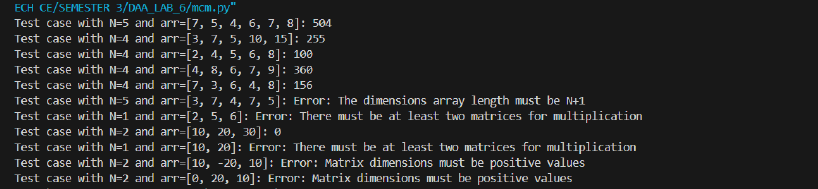 ECH CE/SEMESTER 3/DAA_LAB_6/mcm.py"
Test case with N=5 and arr=[7, 5, 4, 6, 7, 8]: 504
Test case with N=4 and arr=[3, 7, 5, 10, 15]: 255
Test case with N=4 and arr=[2, 4, 5, 6, 8]: 100
Test case with N=4 and arr=[4, 8, 6, 7, 9]: 360
Test case with N=4 and arr=[7, 3, 6, 4, 8]: 156
Test case with N=5 and arr=[3, 7, 4, 7, 5]: Error: The dimensions array length must be N+1
Test case with N=1 and arr=[2, 5, 6]: Error: There must be at least two matrices for multiplication
Test case with N=2 and arr=[10, 20, 30]: 0
Test case with N=1 and arr=[10, 20]: Error: There must be at least two matrices for multiplication
Test case with N=2 and arr=[10, -20, 10]: Error: Matrix dimensions must be positive values
Test case with N=2 and arr=[0, 20, 10]: Error: Matrix dimensions must be positive values